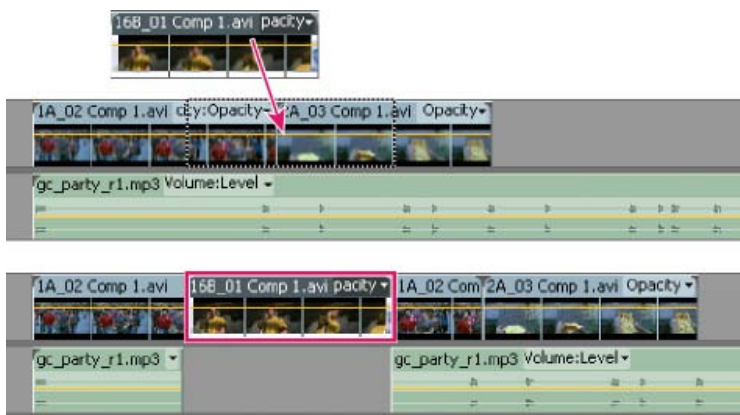 16B_01 Comp 1.avi pacity
1A_02 Comp 1.avi city:Opacity 2A_03 Comp 1.avi Opacity
gc_party_r1.mp3 Volume:Level
1A_02 Comp 1.avi 16B_01 Comp 1.avi pacity 1A_02 Com 2A_03 Comp 1.avi Opacity
gc_party_r1.mp3 gc_party_r1.mp3 Volume:Level